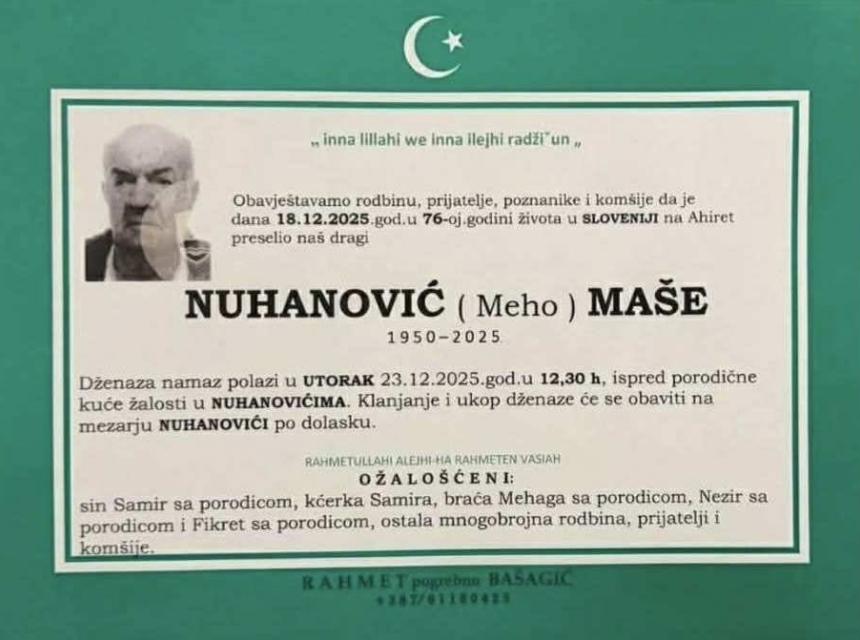 „ inna lillahi we inna ilejhi radži˝un „
Obavještavamo rodbinu, prijatelje, poznanike i komšije da je
dana 18.12.2025.god.u 76-oj.godini života u SLOVENIJI na Ahiret
preselio naš dragi
NUHANOVIĆ ( Meho ) MAŠE
1950–2025
Dženaza namaz polazi u UTORAK 23.12.2025.god.u 12,30 h, ispred porodične
kuće žalosti u NUHANOVIĆIMA. Klanjanje i ukop dženaze će se obaviti na
mezarju NUHANOVIĆI po dolasku.
RAHMETULLAHI ALEJHI-HA RAHMETEN VASIAH
OŽALOŠĆENI:
sin Samir sa porodicom, kćerka Samira, braća Mehaga sa porodicom, Nezir sa
porodicom i Fikret sa porodicom, ostala mnogobrojna rodbina, prijatelji i
komšije.
RAHMET pogrebno BAŠAGIĆ